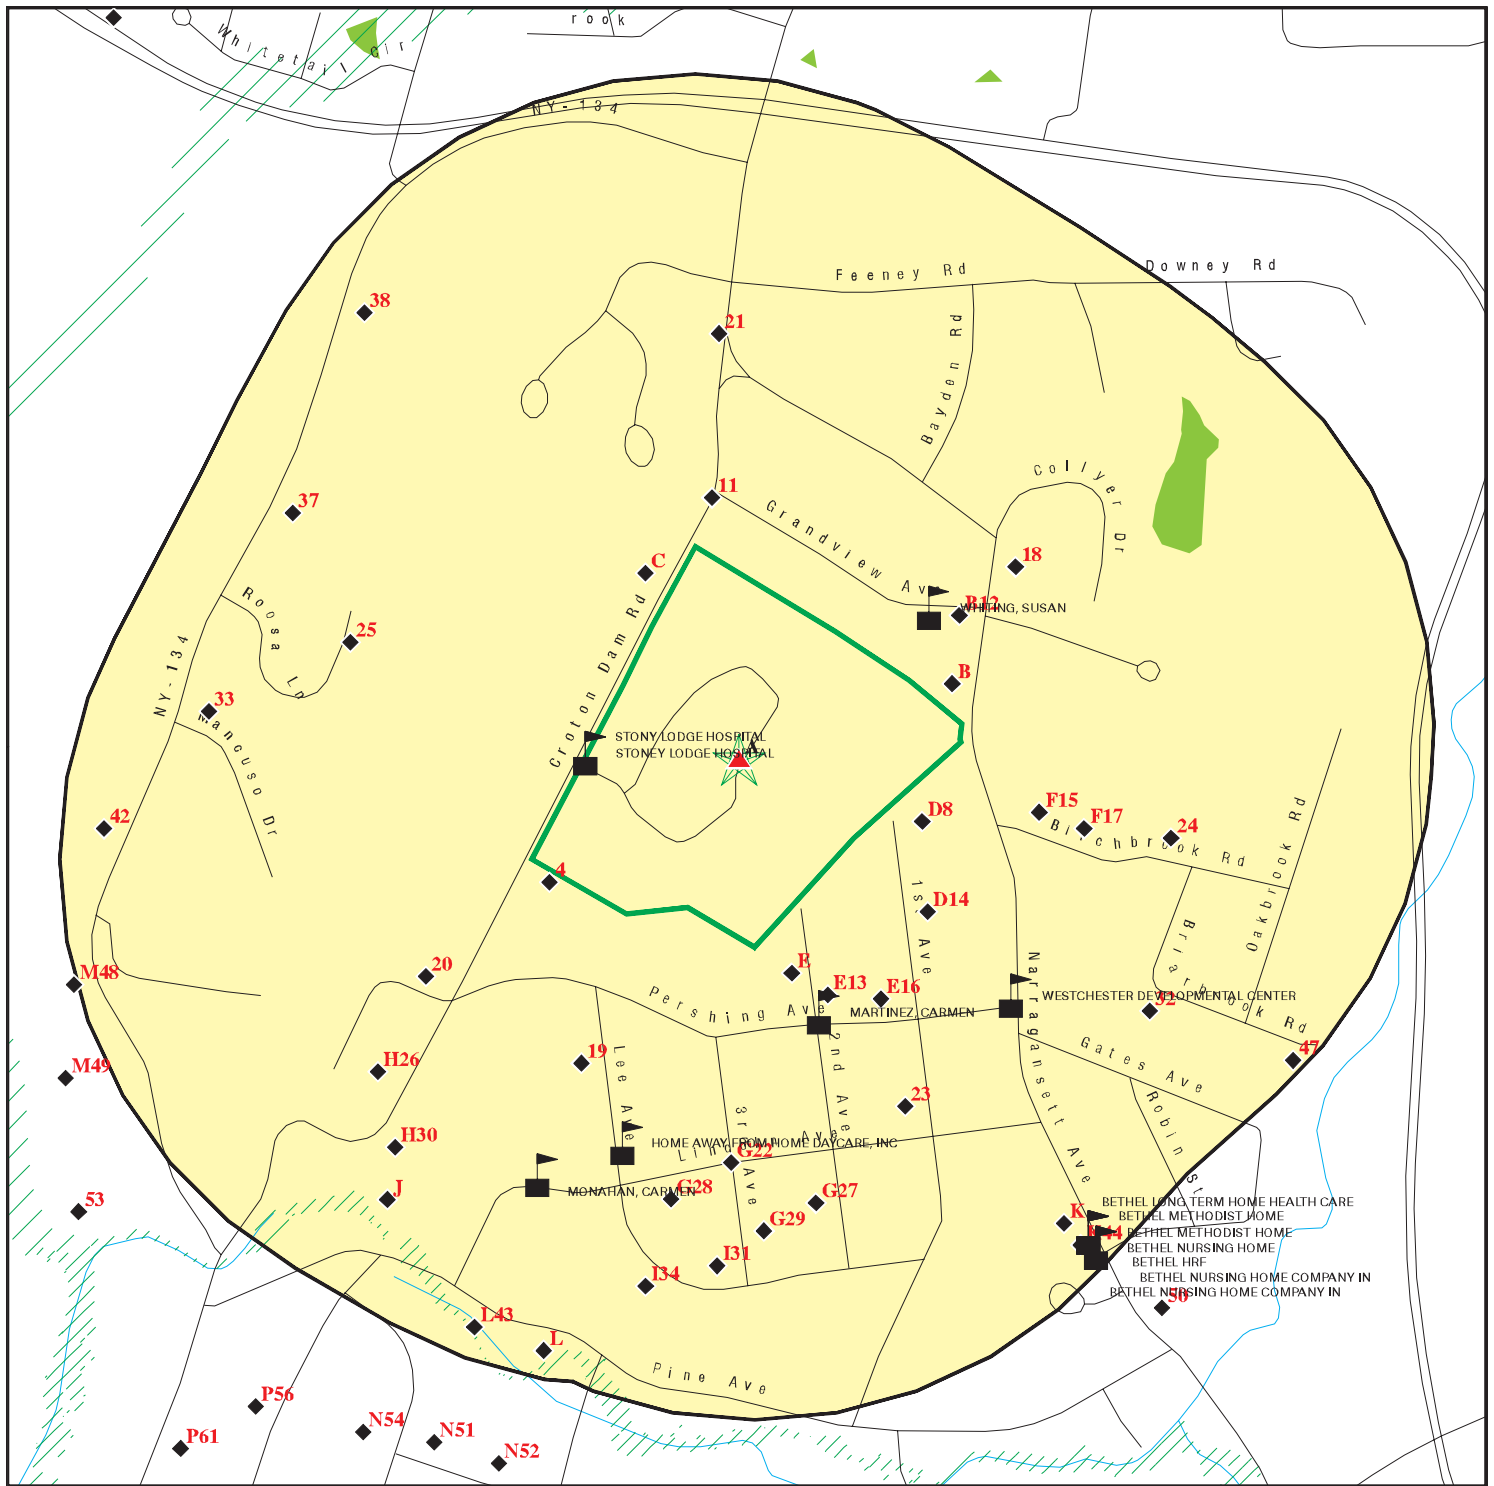 rook
Whitetail Cir
NY-134
Downey Rd
Feeney Rd
38
21
Bayden Rd
Collyer Dr
11
37
Grandview Ave
18
C
Roosa Ln
B12
WHITING, SUSAN
25
Croton Dam Rd
NY-134
B
33
Mancuso Dr
STONY LODGE HOSPITAL
STONEY LODGE HOSPITAL
A
42
D8
F15
F17
24
Birchbrook Rd
Oakbrook Rd
4
1st Ave
D14
Briarbrook Rd
M48
20
E
E13
E16
Pershing Ave
MARTINEZ, CARMEN
WESTCHESTER DEVELOPMENTAL CENTER
32
Narragansett Ave
47
Gates Ave
M49
H26
19
Lee Ave
2nd Ave
23
3rd Ave
Robin St
H30
HOME AWAY FROM HOME DAYCARE, INC
Linden Ave
G22
J
MONAHAN, CARMEN
G28
G27
53
G29
K
K44
BETHEL LONG TERM HOME HEALTH CARE
BETHEL METHODIST HOME
BETHEL METHODIST HOME
BETHEL NURSING HOME
BETHEL HRF
BETHEL NURSING HOME COMPANY IN
BETHEL NURSING HOME COMPANY IN
50
I31
I34
L43
L
Pine Ave
P56
N54
N51
P61
N52